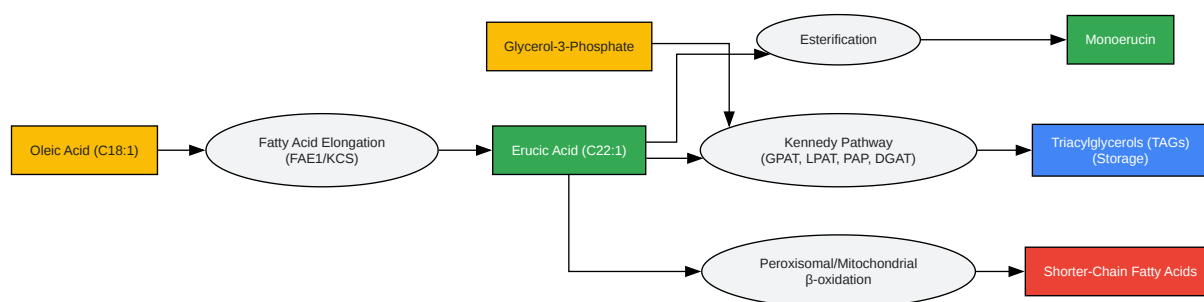 Glycerol-3-Phosphate
Esterification
Monoerucin
Oleic Acid (C18:1)
Fatty Acid Elongation
(FAE1/KCS)
Erucic Acid (C22:1)
Kennedy Pathway
(GPAT, LPAT, PAP, DGAT)
Triacylglycerols (TAGs)
(Storage)
Peroxisomal/Mitochondrial
β-oxidation
Shorter-Chain Fatty Acids